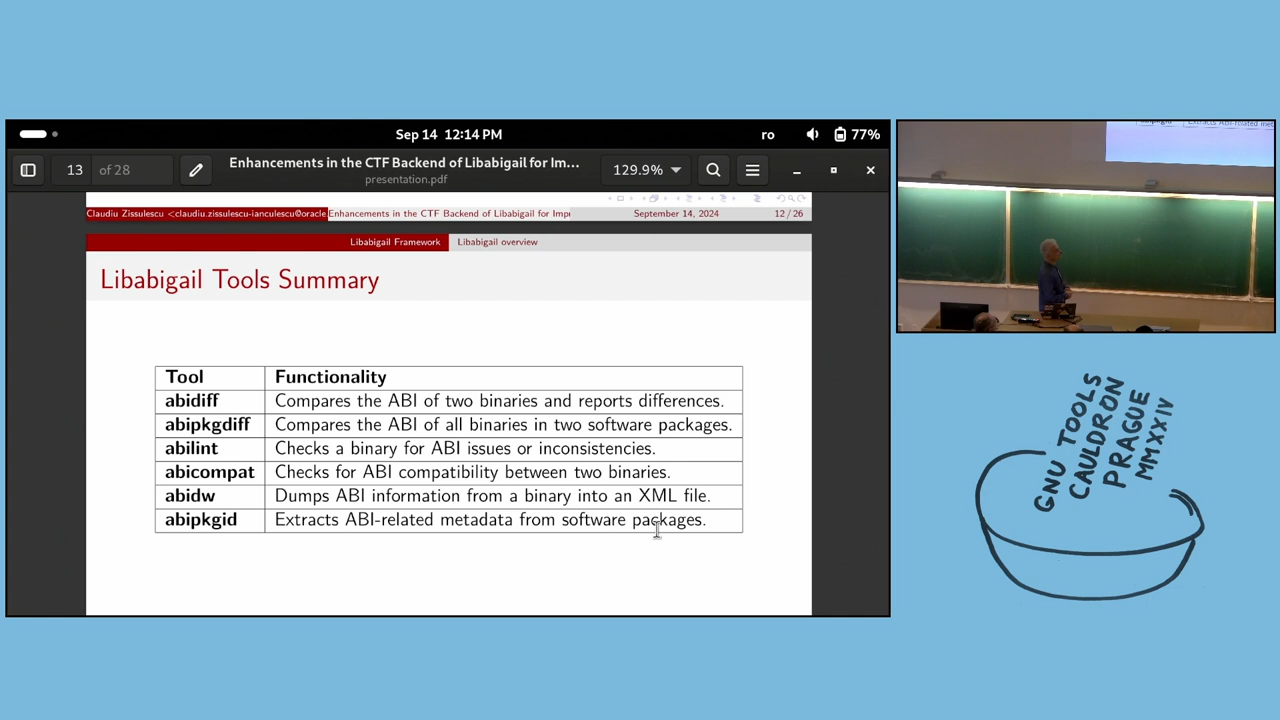 Sep 14 12:14 PM
ro
77%
13 of 28
Enhancements in the CTF Backend of Libabigail for Im...
presentation.pdf
129.9%
Claudiu Zissulescu <claudiu.zissulescu-ianculescu@oracle
Enhancements in the CTF Backend of Libabigail for Impr
September 14, 2024
12 / 26
Libabigail Framework
Libabigail overview
Libabigail Tools Summary
Tool Functionality
abidiff Compares the ABI of two binaries and reports differences.
abipkgdiff Compares the ABI of all binaries in two software packages.
abilint Checks a binary for ABI issues or inconsistencies.
abicompat Checks for ABI compatibility between two binaries.
abidw Dumps ABI information from a binary into an XML file.
abipkgid Extracts ABI-related metadata from software packages.
Extracts ABI-related met
GNU TOOLS
CAULDRON
PRAGUE
MMXXIV